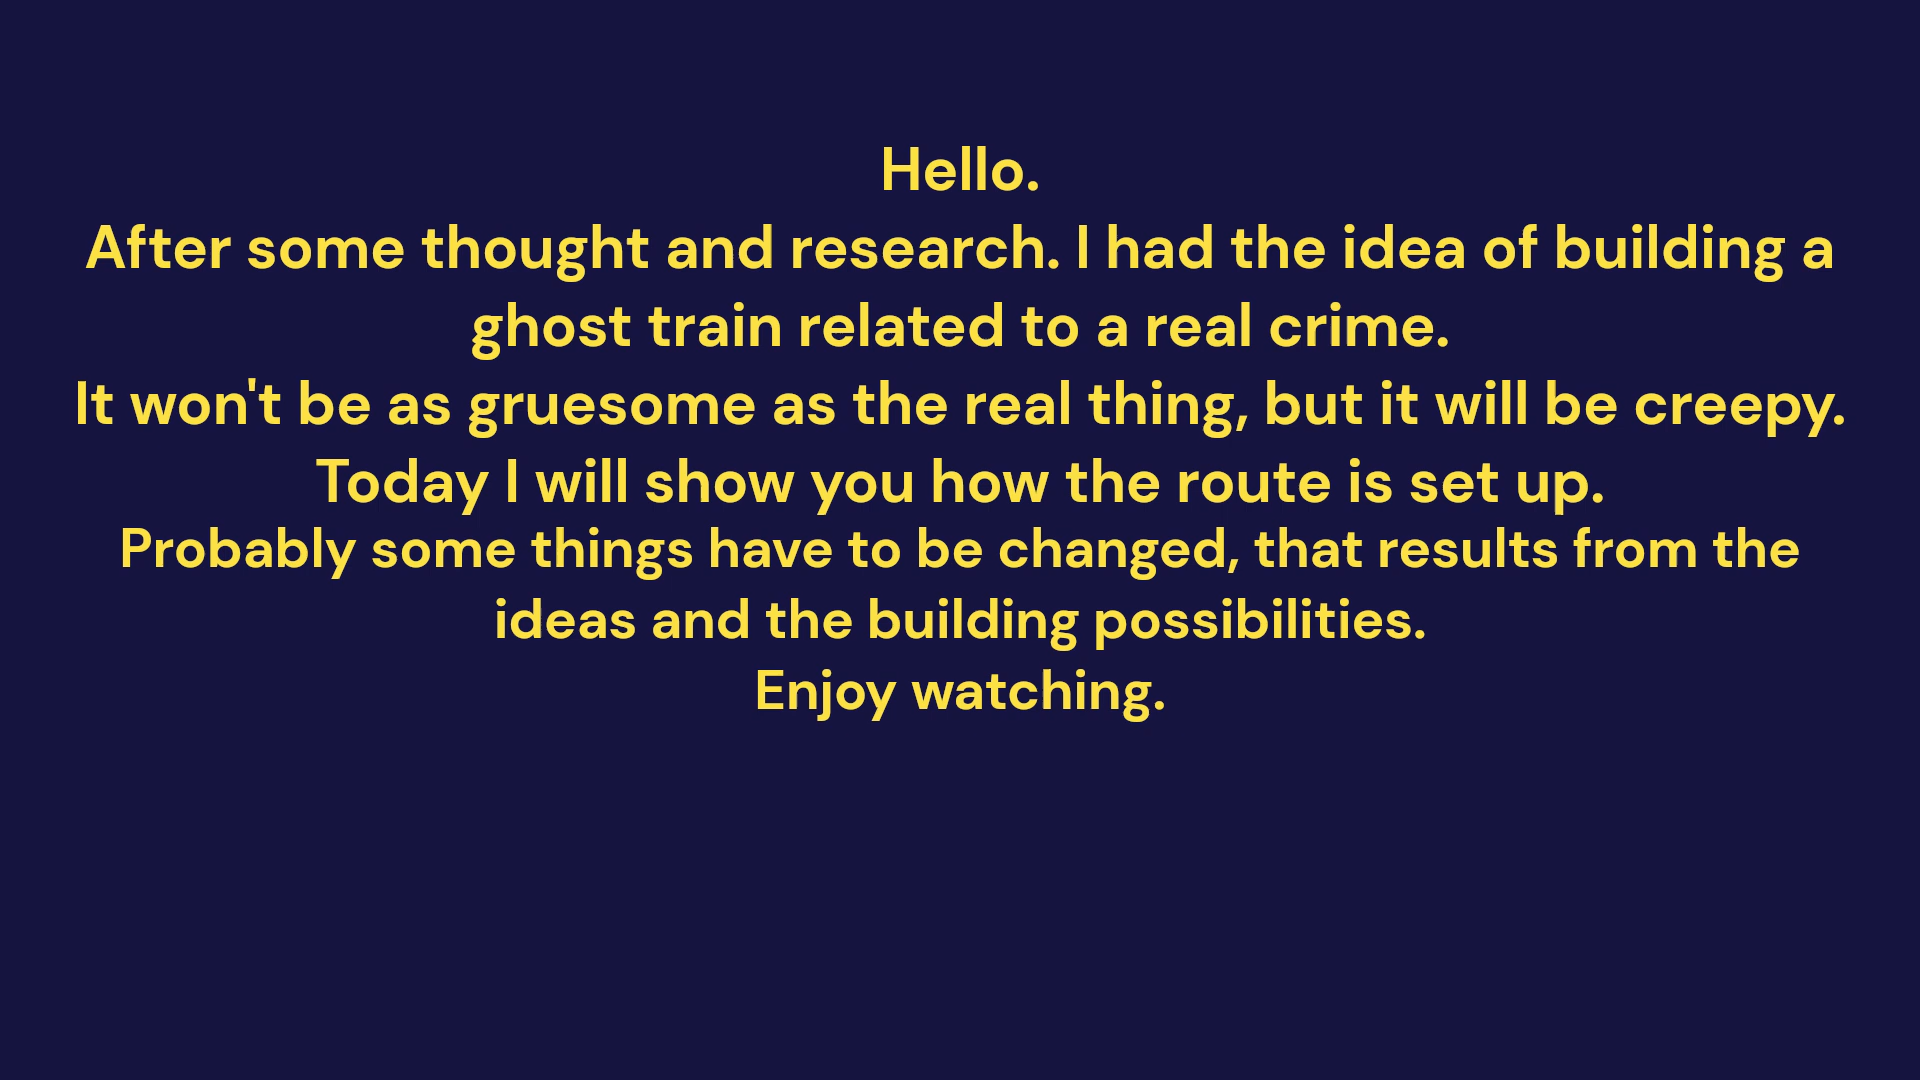 Hello.
After some thought and research. I had the idea of building a
ghost train related to a real crime.
It won't be as gruesome as the real thing, but it will be creepy.
Today I will show you how the route is set up.
Probably some things have to be changed, that results from the
ideas and the building possibilities.
Enjoy watching.